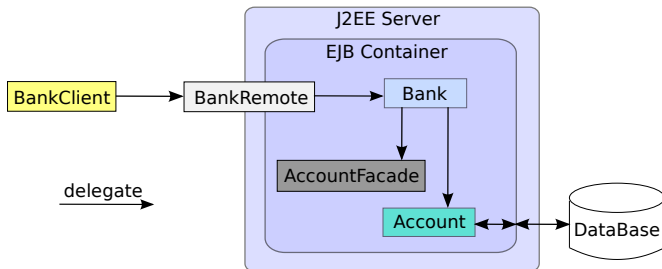 J2EE Server
EJB Container
BankClient
BankRemote
Bank
AccountFacade
delegate
Account
DataBase